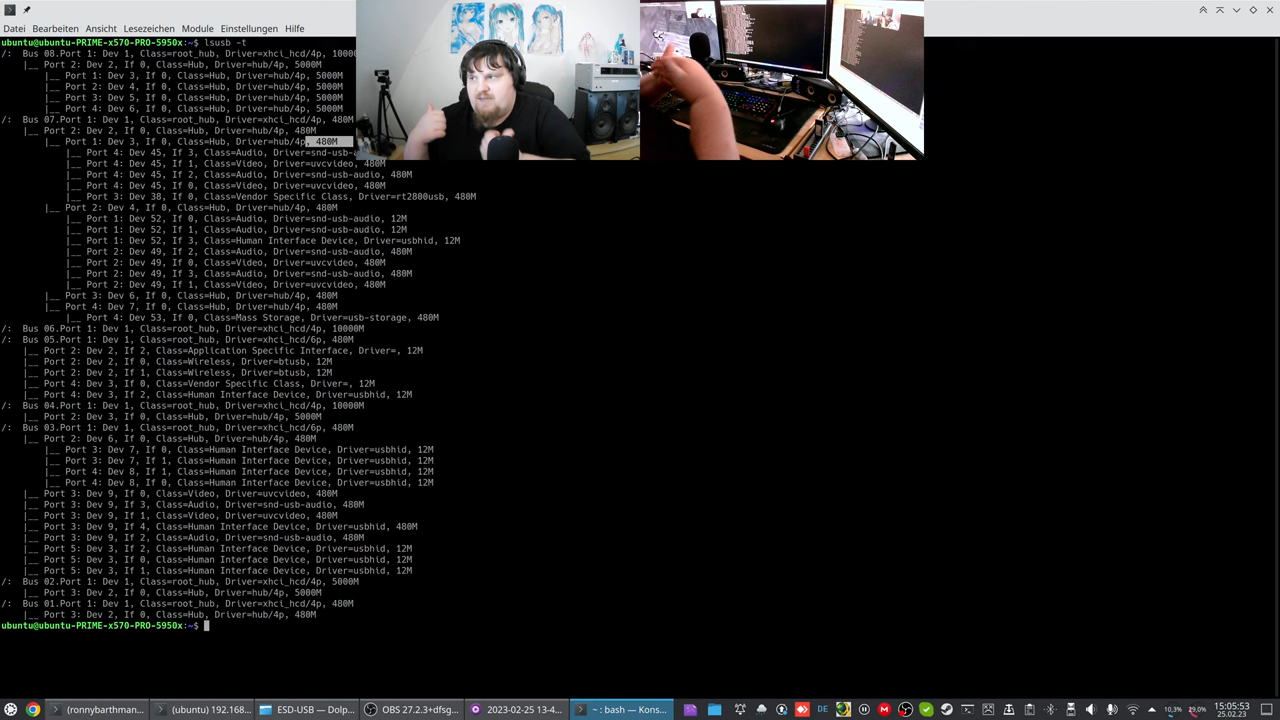 Datei Bearbeiten Ansicht Lesezeichen Module Einstellungen Hilfe
ubuntu@ubuntu-PRIME-x570-PRO-5950x:~$ lsusb -t
/:  Bus 08.Port 1: Dev 1, Class=root_hub, Driver=xhci_hcd/4p, 1000
    |__ Port 2: Dev 2, If 0, Class=Hub, Driver=hub/4p, 5000M
        |__ Port 1: Dev 3, If 0, Class=Hub, Driver=hub/4p, 5000M
        |__ Port 2: Dev 4, If 0, Class=Hub, Driver=hub/4p, 5000M
        |__ Port 3: Dev 5, If 0, Class=Hub, Driver=hub/4p, 5000M
        |__ Port 4: Dev 6, If 0, Class=Hub, Driver=hub/4p, 5000M
/:  Bus 07.Port 1: Dev 1, Class=root_hub, Driver=xhci_hcd/4p, 480M
    |__ Port 2: Dev 2, If 0, Class=Hub, Driver=hub/4p, 480M
        |__ Port 1: Dev 3, If 0, Class=Hub, Driver=hub/4p, 480M
            |__ Port 4: Dev 45, If 3, Class=Audio, Driver=snd-usb-
            |__ Port 4: Dev 45, If 1, Class=Video, Driver=uvcvideo, 480M
            |__ Port 4: Dev 45, If 2, Class=Audio, Driver=snd-usb-audio, 480M
            |__ Port 4: Dev 45, If 0, Class=Video, Driver=uvcvideo, 480M
            |__ Port 3: Dev 38, If 0, Class=Vendor Specific Class, Driver=rt2800usb, 480M
        |__ Port 2: Dev 4, If 0, Class=Hub, Driver=hub/4p, 480M
            |__ Port 1: Dev 52, If 0, Class=Audio, Driver=snd-usb-audio, 12M
            |__ Port 1: Dev 52, If 1, Class=Audio, Driver=snd-usb-audio, 12M
            |__ Port 1: Dev 52, If 3, Class=Human Interface Device, Driver=usbhid, 12M
            |__ Port 2: Dev 49, If 2, Class=Audio, Driver=snd-usb-audio, 480M
            |__ Port 2: Dev 49, If 0, Class=Video, Driver=uvcvideo, 480M
            |__ Port 2: Dev 49, If 3, Class=Audio, Driver=snd-usb-audio, 480M
            |__ Port 2: Dev 49, If 1, Class=Video, Driver=uvcvideo, 480M
        |__ Port 3: Dev 6, If 0, Class=Hub, Driver=hub/4p, 480M
        |__ Port 4: Dev 7, If 0, Class=Hub, Driver=hub/4p, 480M
            |__ Port 4: Dev 53, If 0, Class=Mass Storage, Driver=usb-storage, 480M
/:  Bus 06.Port 1: Dev 1, Class=root_hub, Driver=xhci_hcd/4p, 10000M
/:  Bus 05.Port 1: Dev 1, Class=root_hub, Driver=xhci_hcd/6p, 480M
    |__ Port 2: Dev 2, If 2, Class=Application Specific Interface, Driver=, 12M
    |__ Port 2: Dev 2, If 0, Class=Wireless, Driver=btusb, 12M
    |__ Port 2: Dev 2, If 1, Class=Wireless, Driver=btusb, 12M
    |__ Port 4: Dev 3, If 0, Class=Vendor Specific Class, Driver=, 12M
    |__ Port 4: Dev 3, If 2, Class=Human Interface Device, Driver=usbhid, 12M
/:  Bus 04.Port 1: Dev 1, Class=root_hub, Driver=xhci_hcd/4p, 10000M
    |__ Port 2: Dev 3, If 0, Class=Hub, Driver=hub/4p, 5000M
/:  Bus 03.Port 1: Dev 1, Class=root_hub, Driver=xhci_hcd/6p, 480M
    |__ Port 2: Dev 6, If 0, Class=Hub, Driver=hub/4p, 480M
        |__ Port 3: Dev 7, If 0, Class=Human Interface Device, Driver=usbhid, 12M
        |__ Port 3: Dev 7, If 1, Class=Human Interface Device, Driver=usbhid, 12M
        |__ Port 4: Dev 8, If 1, Class=Human Interface Device, Driver=usbhid, 12M
        |__ Port 4: Dev 8, If 0, Class=Human Interface Device, Driver=usbhid, 12M
    |__ Port 3: Dev 9, If 0, Class=Video, Driver=uvcvideo, 480M
    |__ Port 3: Dev 9, If 3, Class=Audio, Driver=snd-usb-audio, 480M
    |__ Port 3: Dev 9, If 1, Class=Video, Driver=uvcvideo, 480M
    |__ Port 3: Dev 9, If 4, Class=Human Interface Device, Driver=usbhid, 480M
    |__ Port 3: Dev 9, If 2, Class=Audio, Driver=snd-usb-audio, 480M
    |__ Port 5: Dev 3, If 2, Class=Human Interface Device, Driver=usbhid, 12M
    |__ Port 5: Dev 3, If 0, Class=Human Interface Device, Driver=usbhid, 12M
    |__ Port 5: Dev 3, If 1, Class=Human Interface Device, Driver=usbhid, 12M
/:  Bus 02.Port 1: Dev 1, Class=root_hub, Driver=xhci_hcd/4p, 5000M
    |__ Port 3: Dev 2, If 0, Class=Hub, Driver=hub/4p, 5000M
/:  Bus 01.Port 1: Dev 1, Class=root_hub, Driver=xhci_hcd/4p, 480M
    |__ Port 3: Dev 2, If 0, Class=Hub, Driver=hub/4p, 480M
ubuntu@ubuntu-PRIME-x570-PRO-5950x:~$
(ronnybarthman... (ubuntu) 192.168... ESD-USB — Dolp... OBS 27.2.3+dfsg... 2023-02-25 13-4... ~ : bash — Kons... DE 10,3% 29,0% 15:05:53
25.02.23